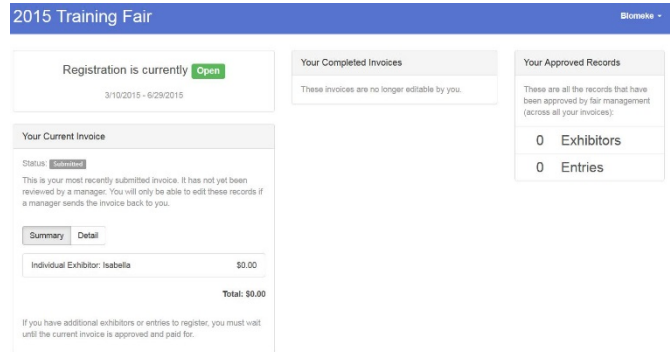 2015 Training Fair
Blomeke
Registration is currently Open
3/10/2015 - 6/29/2015
Your Current Invoice
Status: Submitted
This is your most recently submitted invoice. It has not yet been
reviewed by a manager. You will only be able to edit these records if
a manager sends the invoice back to you.
Summary Detail
Individual Exhibitor: Isabella $0.00
Total: $0.00
If you have additional exhibitors or entries to register, you must wait
until the current invoice is approved and paid for.
Your Completed Invoices
These invoices are no longer editable by you.
Your Approved Records
These are all the records that have
been approved by fair management
(across all your invoices):
0 Exhibitors
0 Entries